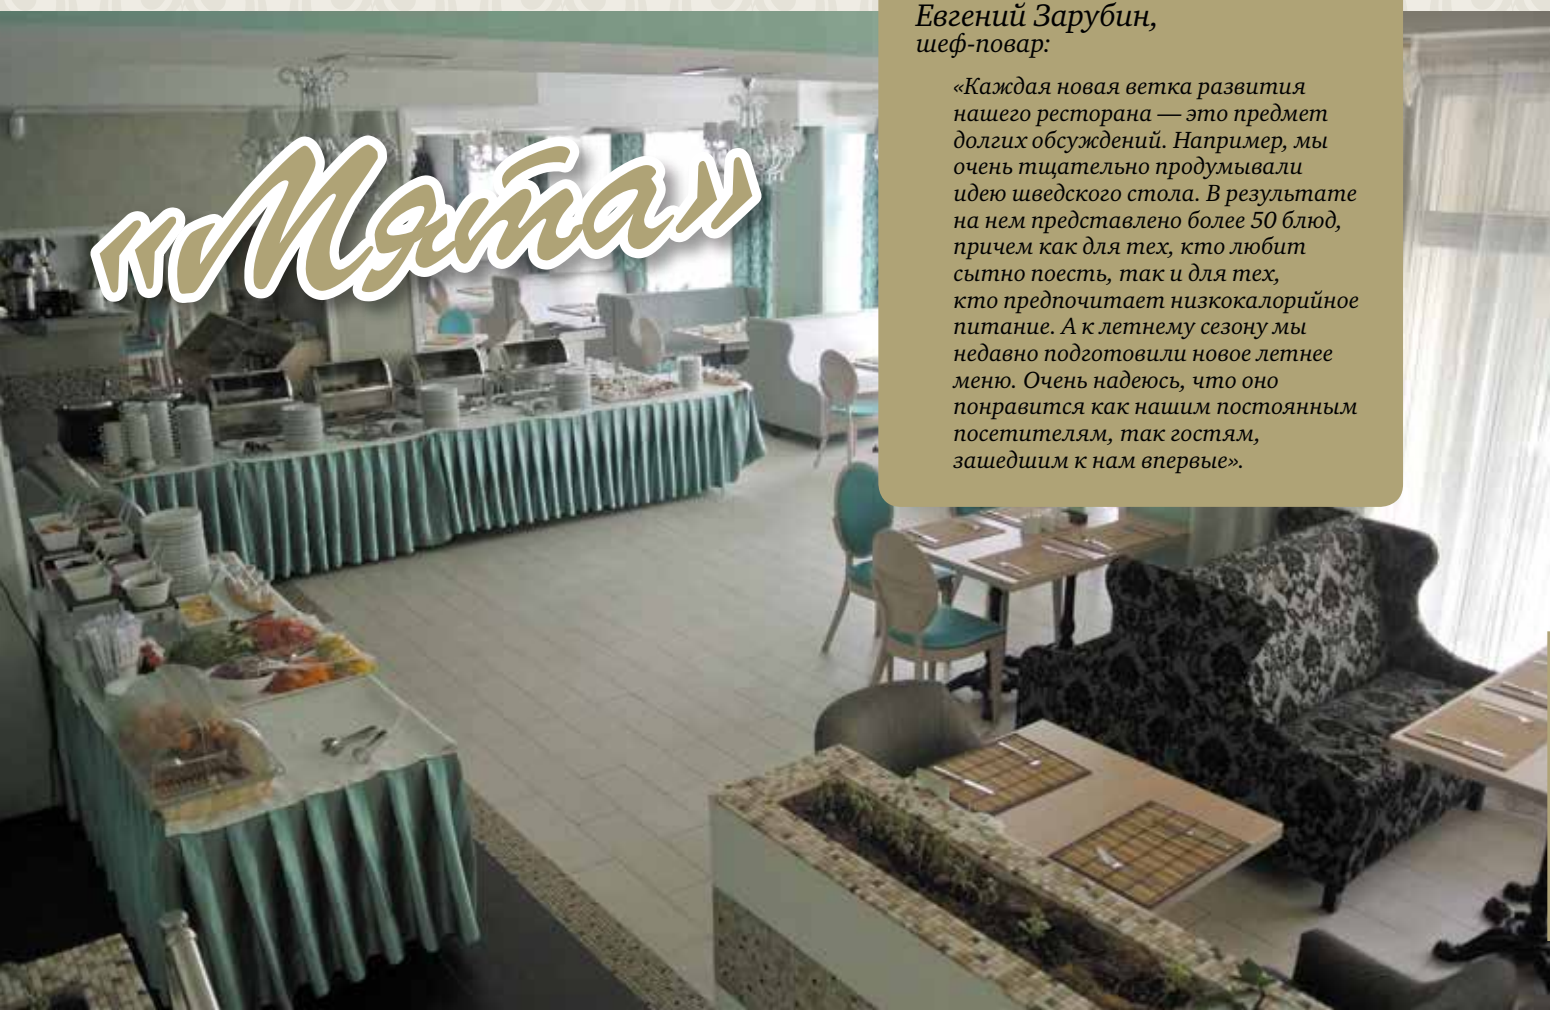 «Мята»
Евгений Зарубин,
шеф-повар:
«Каждая новая ветка развития
нашего ресторана — это предмет
долгих обсуждений. Например, мы
очень тщательно продумывали
идею шведского стола. В результате
на нем представлено более 50 блюд,
причем как для тех, кто любит
сытно поесть, так и для тех,
кто предпочитает низкокалорийное
питание. А к летнему сезону мы
недавно подготовили новое летнее
меню. Очень надеюсь, что оно
понравится как нашим постоянным
посетителям, так гостям,
зашедшим к нам впервые».